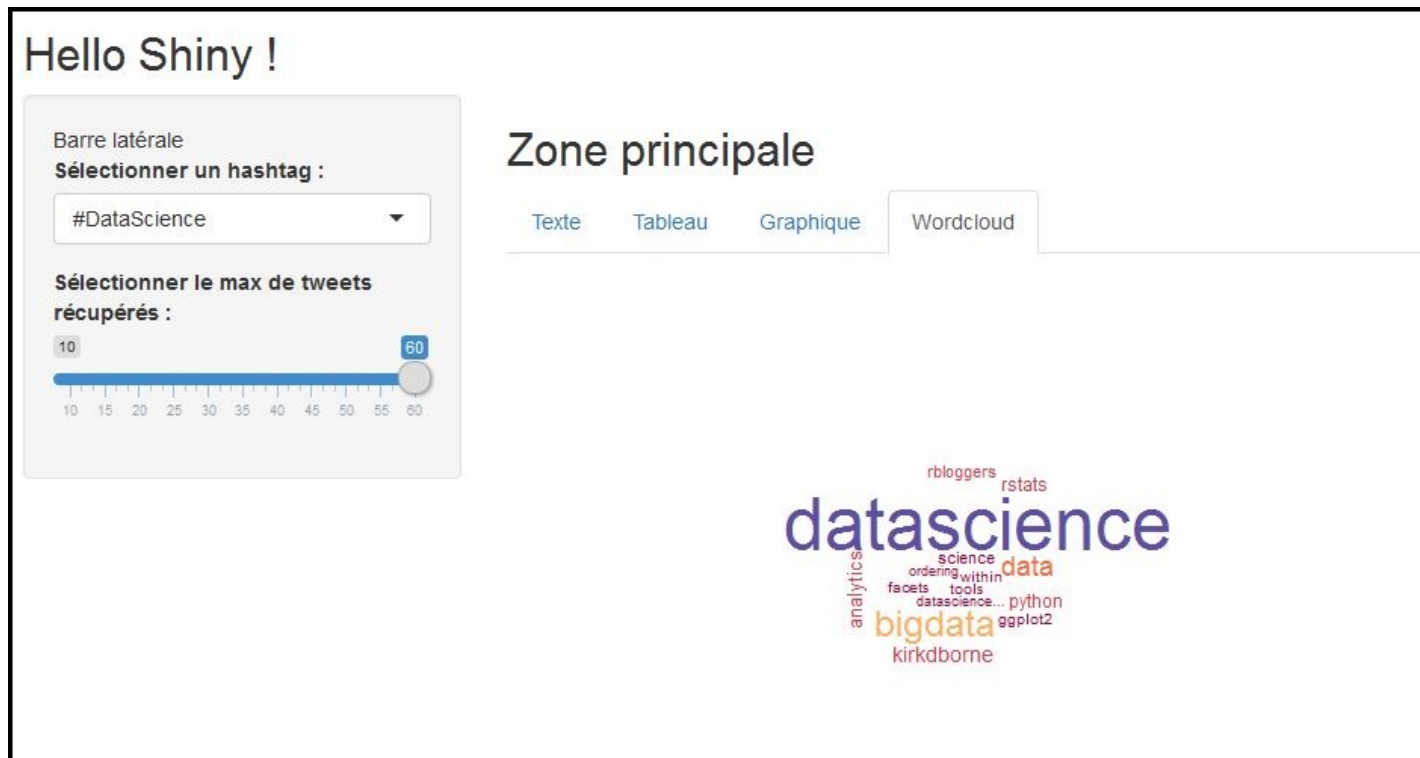 Hello Shiny !
Barre latérale
Sélectionner un hashtag :
#DataScience
Sélectionner le max de tweets
récupérés :
10 60
10 15 20 25 30 35 40 45 50 55 60
Zone principale
Texte Tableau Graphique Wordcloud
rbloggers
rstats
datascience
analytics
science
ordering within data
facets tools
datascience... python
bigdata ggplot2
kirkdborne